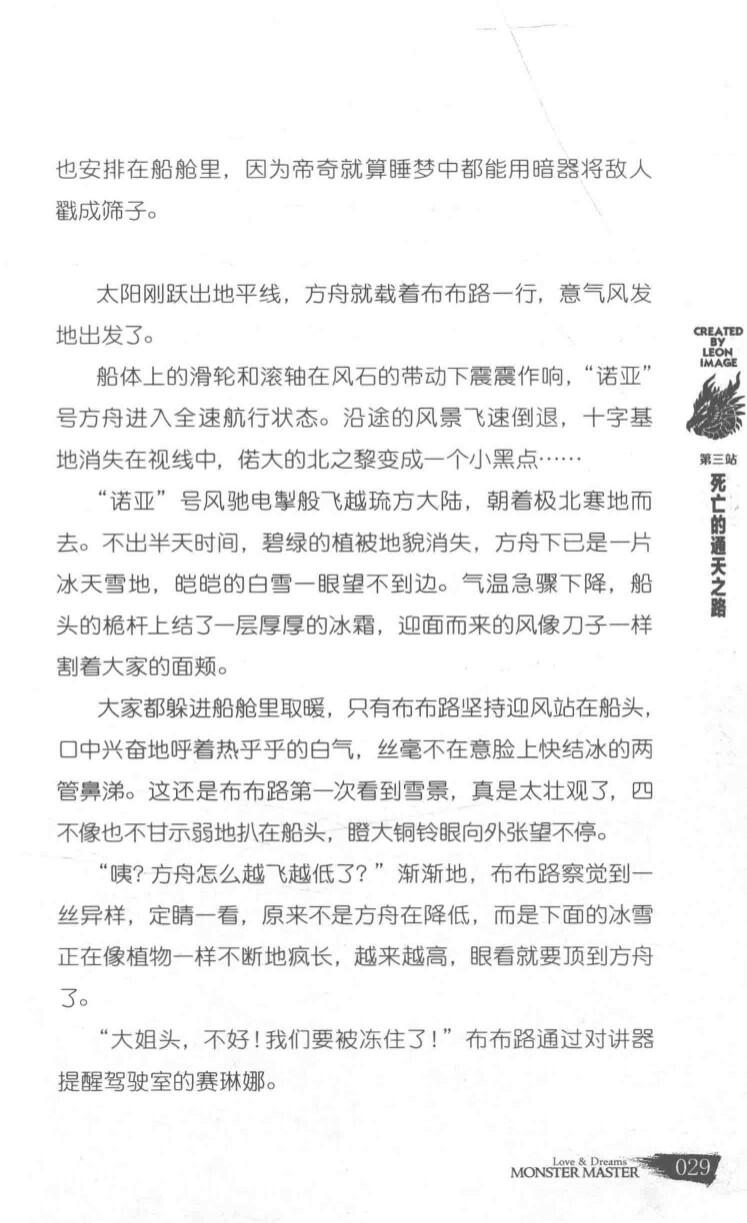 也安排在船舱里，因为帝奇就算睡梦中都能用暗器将敌人
戳成筛子。
太阳刚跃出地平线，方舟就载着布布路一行，意气风发
地出发了。
船体上的滑轮和滚轴在风石的带动下震震作响，“诺亚”
号方舟进入全速航行状态。沿途的风景飞速倒退，十字基
地消失在视线中，偌大的北之黎变成一个小黑点……
“诺亚”号风驰电掣般飞越琉方大陆，朝着极北寒地而
去。不出半天时间，碧绿的植被地貌消失，方舟下已是一片
冰天雪地，皑皑的白雪一眼望不到边。气温急骤下降，船
头的桅杆上结了一层厚厚的冰霜，迎面而来的风像刀子一样
割着大家的面颊。
大家都躲进船舱里取暖，只有布布路坚持迎风站在船头，
口中兴奋地呼着热乎乎的白气，丝毫不在意脸上快结冰的两
管鼻涕。这还是布布路第一次看到雪景，真是太壮观了，四
不像也不甘示弱地扒在船头，瞪大铜铃眼向外张望不停。
“咦？方舟怎么越飞越低了？”渐渐地，布布路察觉到一
丝异样，定睛一看，原来不是方舟在降低，而是下面的冰雪
正在像植物一样不断地疯长，越来越高，眼看就要顶到方舟
了。
“大姐头，不好！我们要被冻住了！”布布路通过对讲器
提醒驾驶室的赛琳娜。
CREATED
BY
LEON
IMAGE
第三站
死亡的通天之路
Love & Dreams
MONSTER MASTER
029